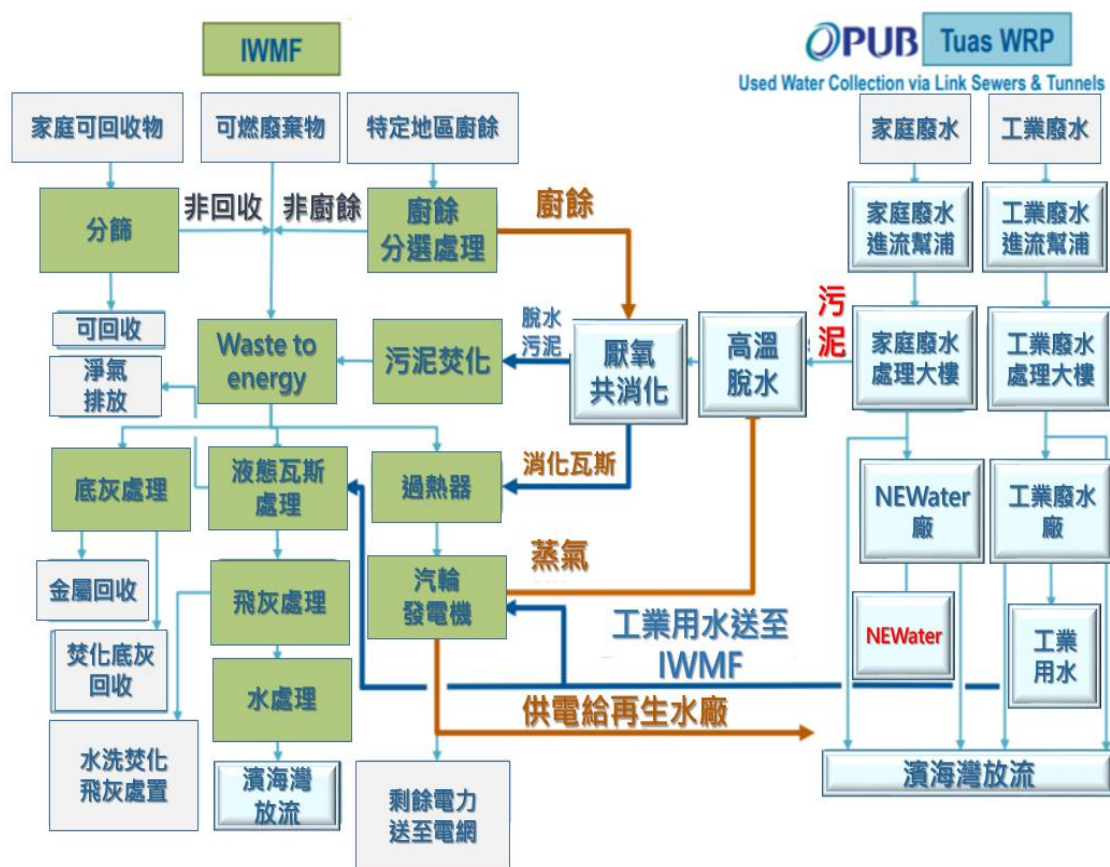 IWMF
PUB
Tuas WRP
Used Water Collection via Link Sewers & Tunnels
家庭可回收物
可燃廢棄物
特定地區廚餘
家庭廢水
工業廢水
分篩
非回收
非廚餘
廚餘
分選處理
廚餘
家庭廢水
進流幫浦
工業廢水
進流幫浦
可回收
淨氣
排放
Waste to
energy
污泥焚化
脫水
污泥
厭氧
共消化
高溫
脫水
污
泥
家庭廢水
處理大樓
工業廢水
處理大樓
底灰處理
液態瓦斯
處理
過熱器
消化瓦斯
NEWater
廠
工業廢水
廠
金屬回收
飛灰處理
汽輪
發電機
蒸氣
焚化底灰
回收
水處理
工業用水送至
IWMF
NEWater
工業
用水
供電給再生水廠
水洗焚化
飛灰處置
濱海灣
放流
剩餘電力
送至電網
濱海灣放流